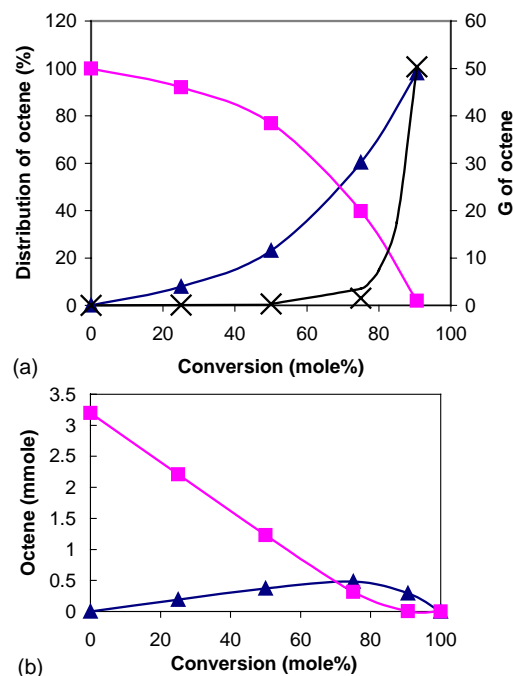 120
100
80
60
40
20
0
Distribution of octene (%)
60
50
40
30
20
10
0
G of octene
0 20 40 60 80 100
Conversion (mole%)
(a)
3.5
3
2.5
2
1.5
1
0.5
0
Octene (mmole)
0 20 40 60 80 100
Conversion (mole%)
(b)